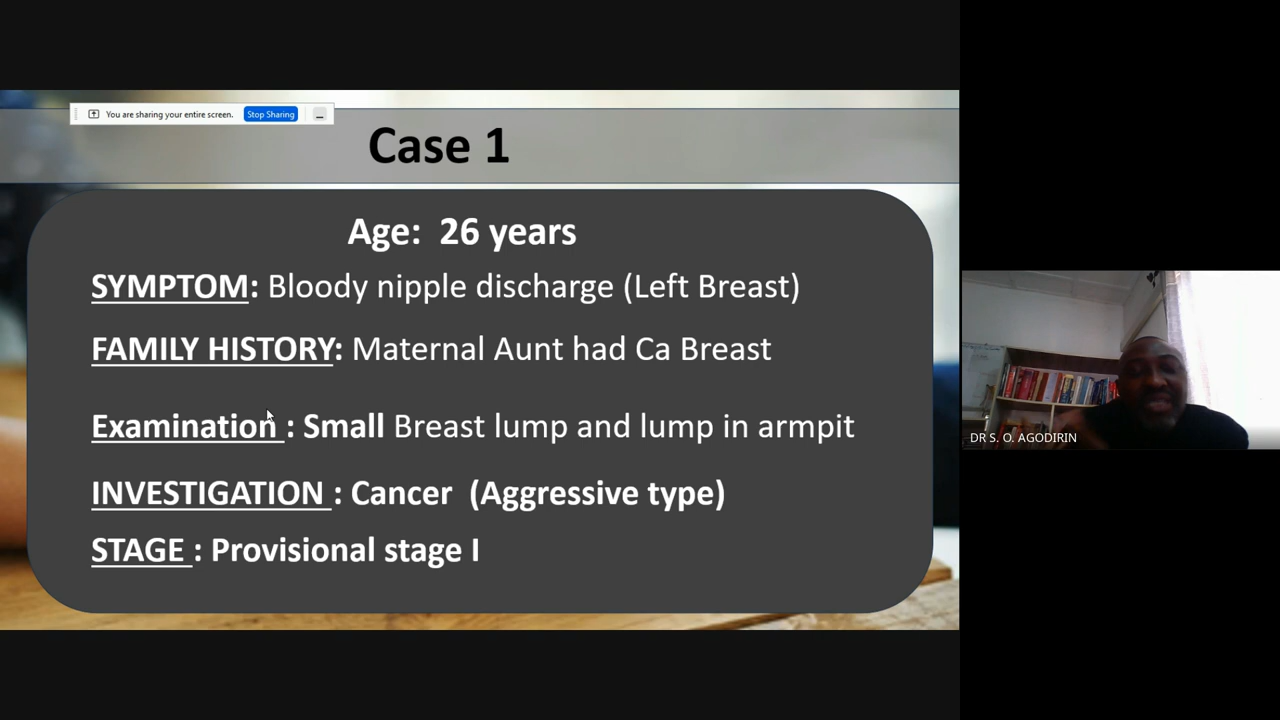 You are sharing your entire screen. Stop Sharing
Case 1
Age: 26 years
SYMPTOM: Bloody nipple discharge (Left Breast)
FAMILY HISTORY: Maternal Aunt had Ca Breast
Examination : Small Breast lump and lump in armpit
INVESTIGATION : Cancer (Aggressive type)
STAGE : Provisional stage I
DR S. O. AGODIRIN